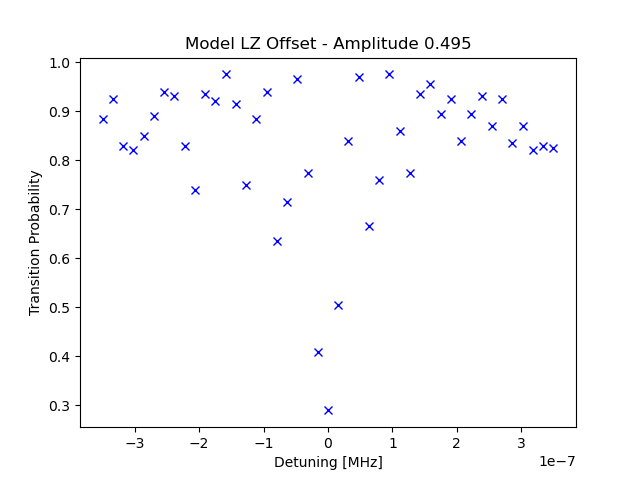 Model LZ Offset - Amplitude 0.495
1.0
0.9
0.8
0.7
0.6
0.5
0.4
0.3
Transition Probability
−3 −2 −1 0 1 2 3
1e−7
Detuning [MHz]